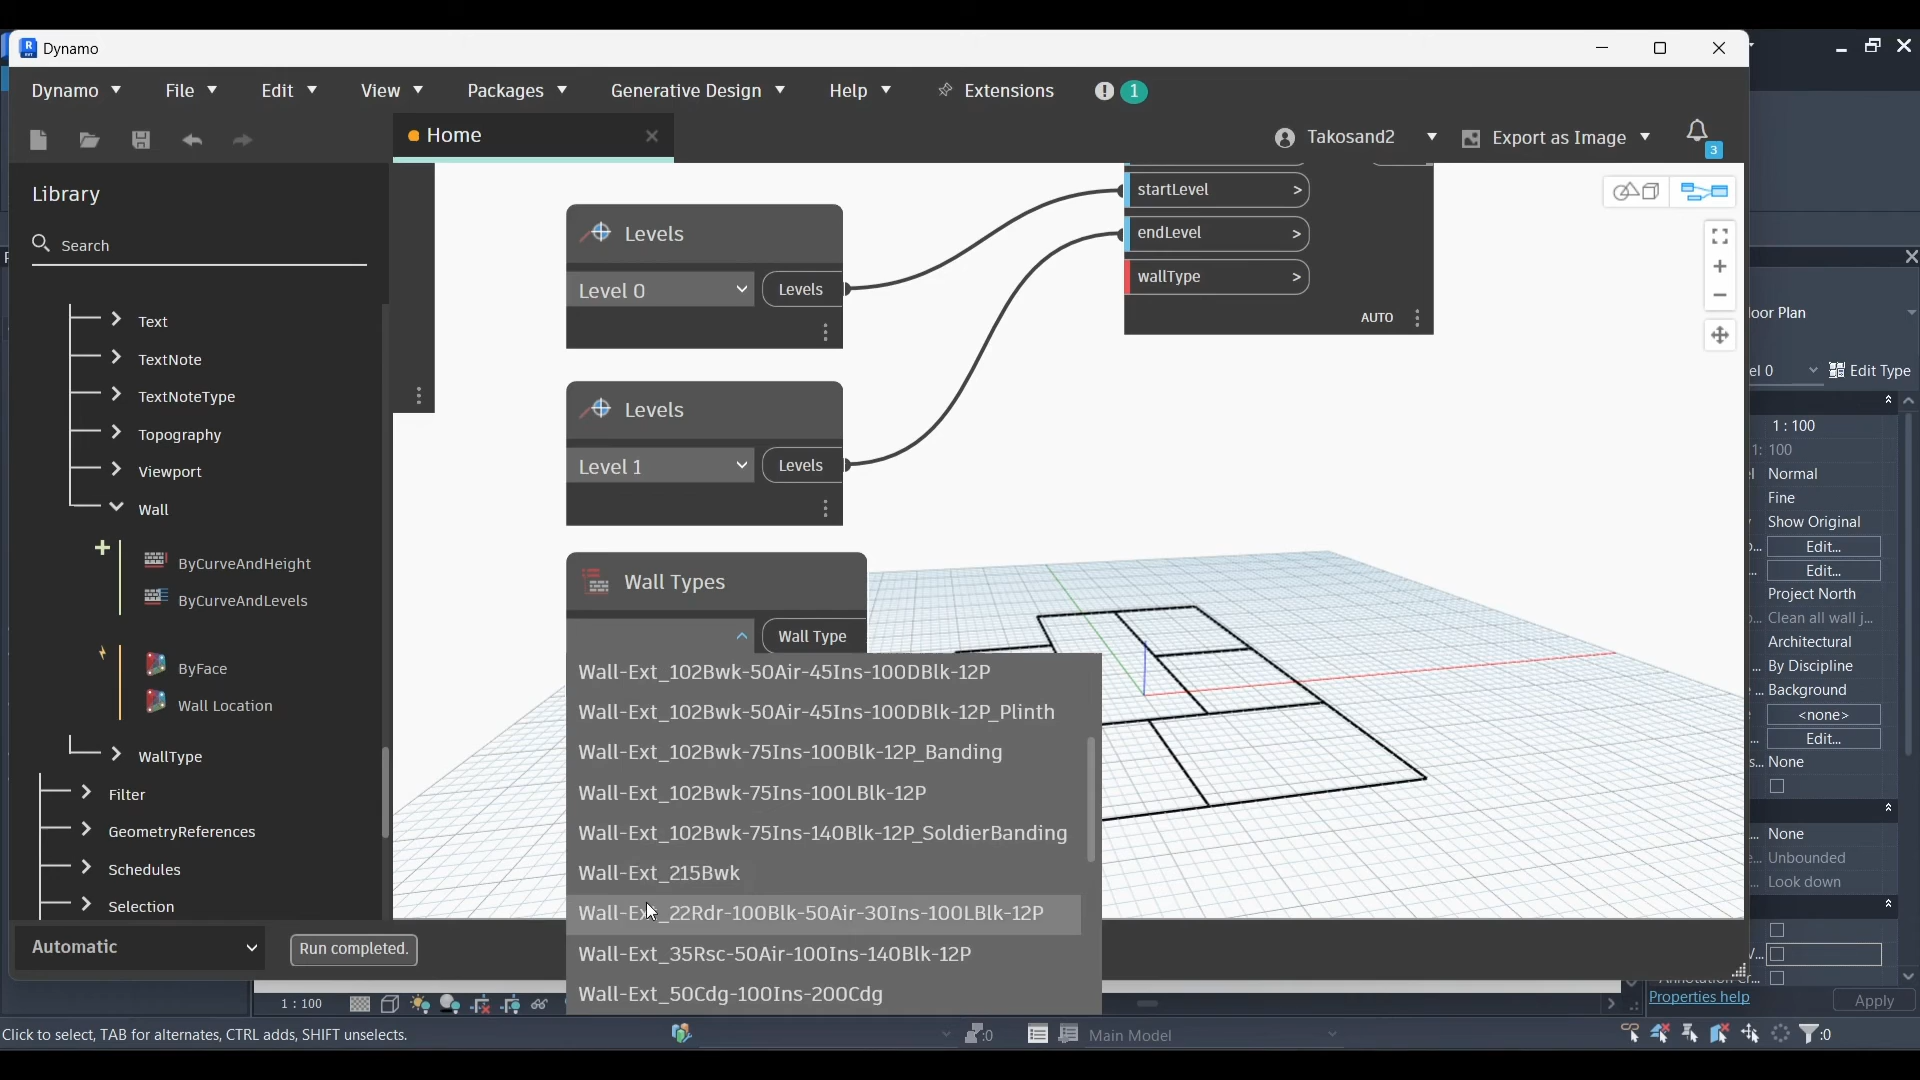 Dynamo
Dynamo File Edit View Packages Generative Design Help Extensions 1
Home
Takosand2 Export as Image 3
Library
Search
Text
TextNote
TextNoteType
Topography
Viewport
Wall
ByCurveAndHeight
ByCurveAndLevels
ByFace
Wall Location
WallType
Filter
GeometryReferences
Schedules
Selection
Automatic
Run completed.
Levels
Level 0 Levels
Levels
Level 1 Levels
Wall Types
Wall Type
Wall-Ext_102Bwk-50Air-45Ins-100DBlk-12P
Wall-Ext_102Bwk-50Air-45Ins-100DBlk-12P_Plinth
Wall-Ext_102Bwk-75Ins-100Blk-12P_Banding
Wall-Ext_102Bwk-75Ins-100LBlk-12P
Wall-Ext_102Bwk-75Ins-140Blk-12P_SoldierBanding
Wall-Ext_215Bwk
Wall-Ext_22Rdr-100Blk-50Air-30Ins-100LBlk-12P
Wall-Ext_35Rsc-50Air-100Ins-140Blk-12P
Wall-Ext_50Cdg-100Ins-200Cdg
startLevel >
endLevel >
wallType >
AUTO
oor Plan
el 0 Edit Type
1 : 100
1: 100
Normal
Fine
Show Original
Edit...
Edit...
Project North
Clean all wall j...
Architectural
By Discipline
Background
<none>
Edit...
None
None
Unbounded
Look down
Properties help Apply
1 : 100
Click to select, TAB for alternates, CTRL adds, SHIFT unselects.
:0 Main Model :0